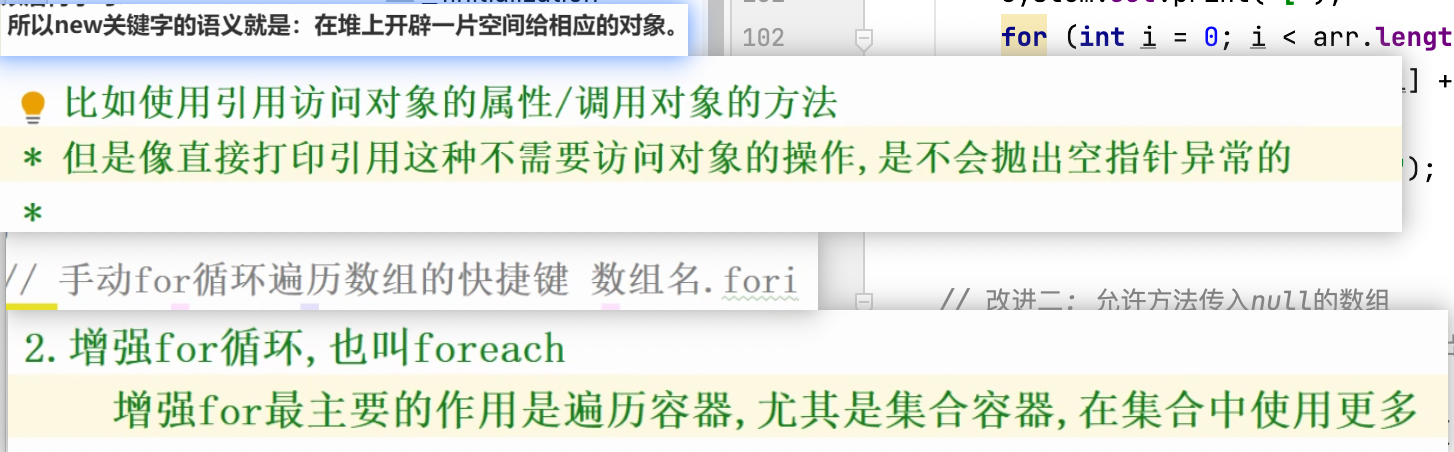 所以new关键字的语义就是：在堆上开辟一片空间给相应的对象。
102
for (int i = 0; i < arr.lengt
比如使用引用访问对象的属性/调用对象的方法
] +
* 但是像直接打印引用这种不需要访问对象的操作,是不会抛出空指针异常的
");
*
// 手动for循环遍历数组的快捷键 数组名.fori
// 改进二: 允许方法传入null的数组
2.增强for循环,也叫foreach
增强for最主要的作用是遍历容器,尤其是集合容器,在集合中使用更多